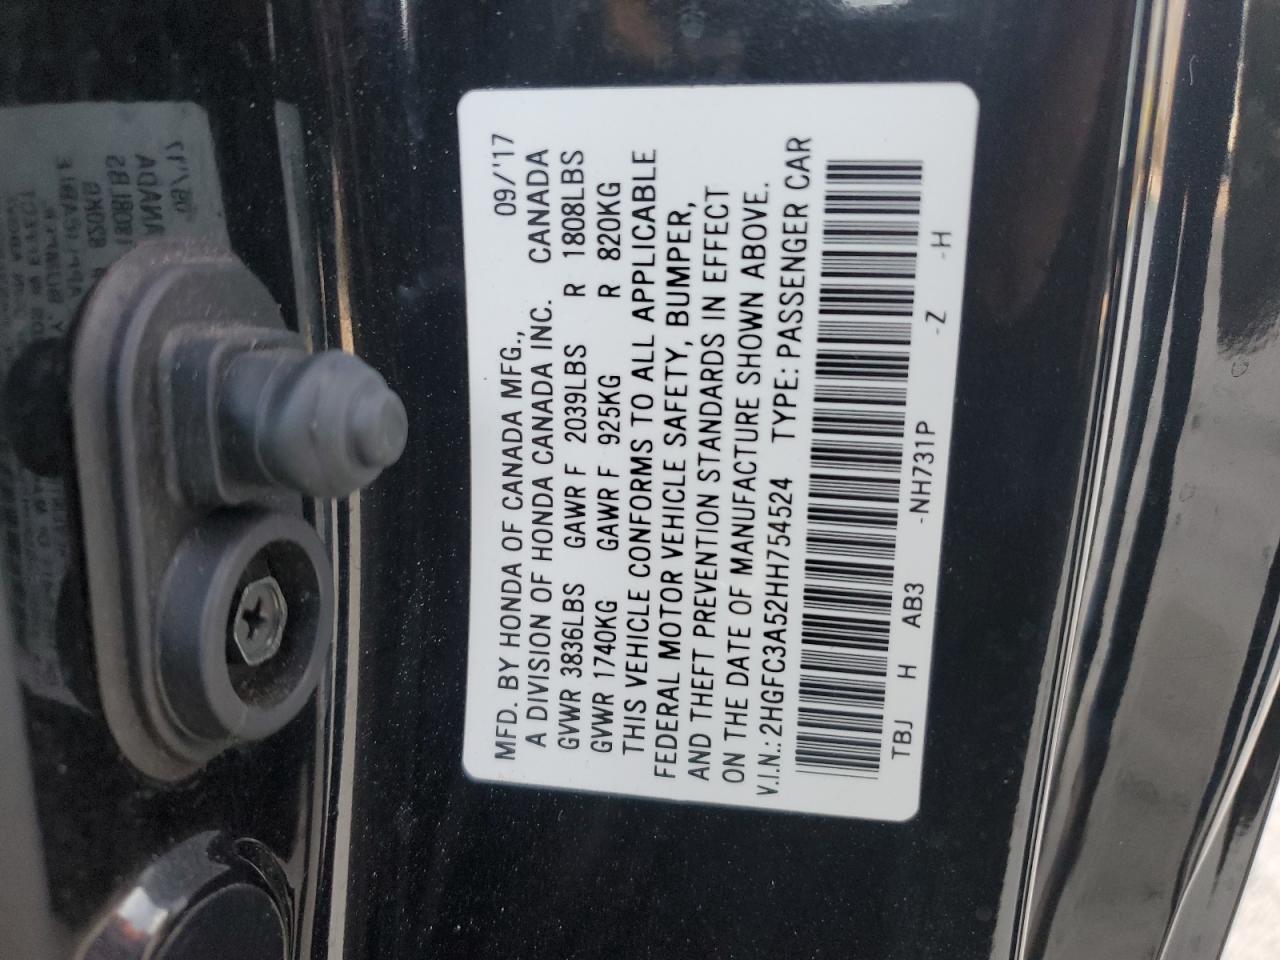 MFD. BY HONDA OF CANADA MFG., 09/'17
A DIVISION OF HONDA CANADA INC. CANADA
GVWR 3836LBS GAWR F 2039LBS R 1808LBS
GVWR 1740KG GAWR F 925KG R 820KG
THIS VEHICLE CONFORMS TO ALL APPLICABLE
FEDERAL MOTOR VEHICLE SAFETY, BUMPER,
AND THEFT PREVENTION STANDARDS IN EFFECT
ON THE DATE OF MANUFACTURE SHOWN ABOVE.
V.I.N.: 2HGFC3A52HH754524 TYPE: PASSENGER CAR
TBJ H AB3 -NH731P -Z -H